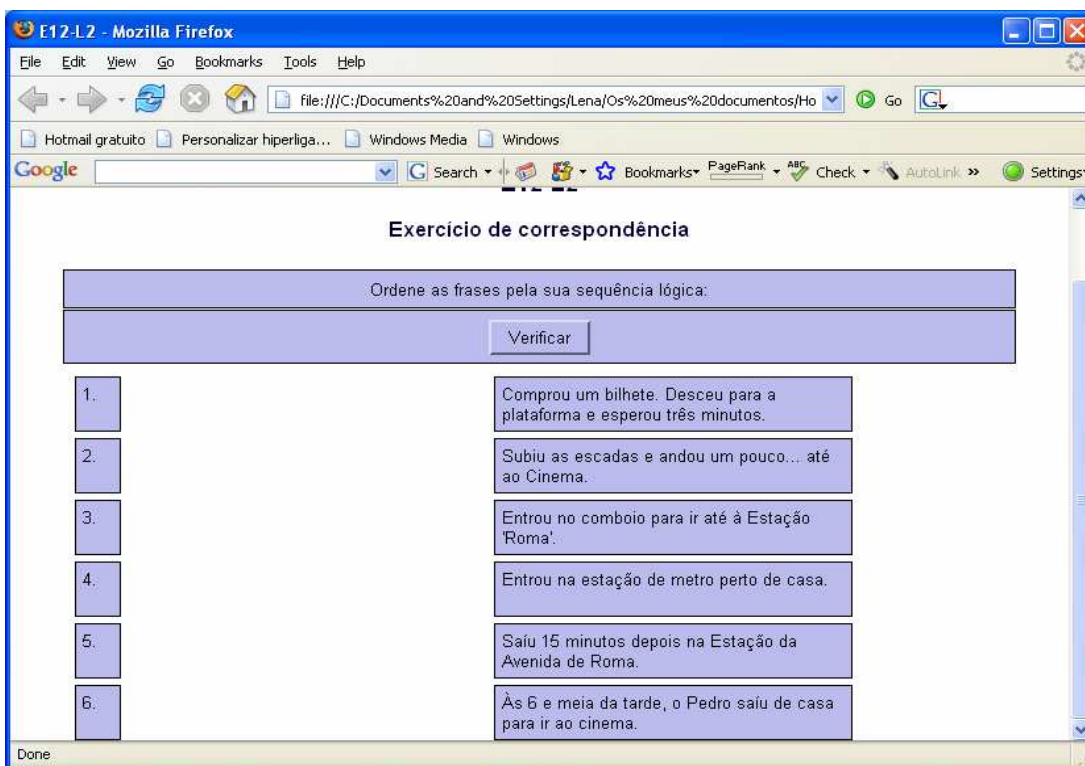 E12-L2 - Mozilla Firefox
File Edit View Go Bookmarks Tools Help
file:///C:/Documents%20and%20Settings/Lena/Os%20meus%20documentos/Ho Go G
Hotmail gratuito Personalizar hiperliga... Windows Media Windows
Google G Search Bookmarks PageRank ABC Check AutoLink » Settings
E12-L2
Exercício de correspondência
Ordene as frases pela sua sequência lógica:
Verificar
1.
Comprou um bilhete. Desceu para a
plataforma e esperou três minutos.
2.
Subiu as escadas e andou um pouco... até
ao Cinema.
3.
Entrou no comboio para ir até à Estação
'Roma'.
4.
Entrou na estação de metro perto de casa.
5.
Saíu 15 minutos depois na Estação da
Avenida de Roma.
6.
Às 6 e meia da tarde, o Pedro saíu de casa
para ir ao cinema.
Done